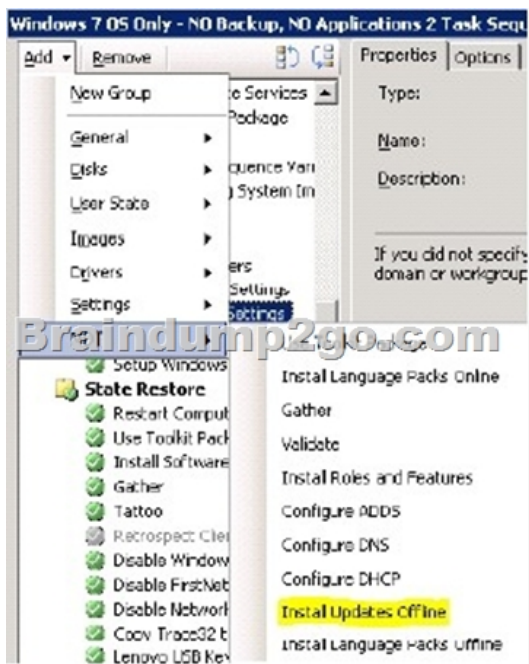 Windows 7 OS Only - NO Backup, NO Applications 2 Task Sequ
Add
Remove
Properties
Options
New Group
General
Disks
User State
Images
Drivers
Settings
e Services
Package
quence Vari
g System Im
ers
Settings
Settings
Type:
Name:
Description:
If you did not specify
domain or workgroup
Braindump2go.com
Setup Windows
State Restore
Restart Comput
Use Toolkit Pack
Install Software
Gather
Tattoo
Retrospect Clie
Disable Window
Disable FirstNet
Disable Network
Copy Trace32 t
Lenovo USB Key
Install Language Packs Online
Gather
Validate
Install Roles and Features
Configure ADDS
Configure DNS
Configure DHCP
Install Updates Offline
Install Language Packs Offline